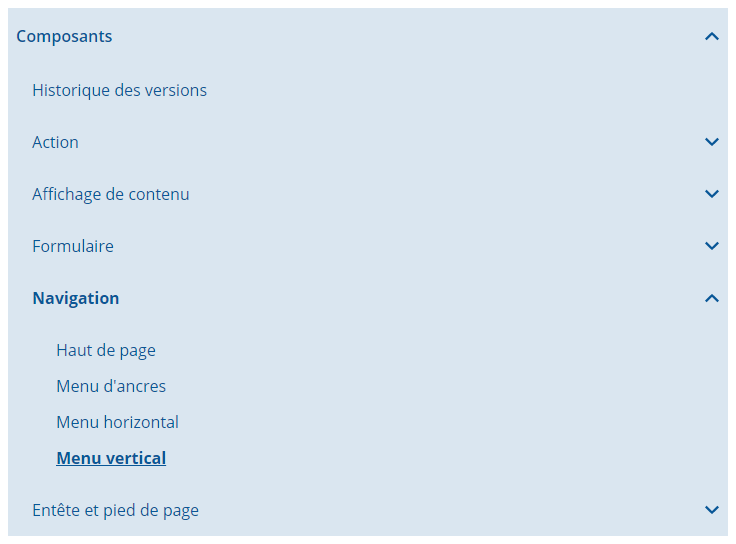 Composants
Historique des versions
Action
Affichage de contenu
Formulaire
Navigation
Haut de page
Menu d'ancres
Menu horizontal
Menu vertical
Entête et pied de page